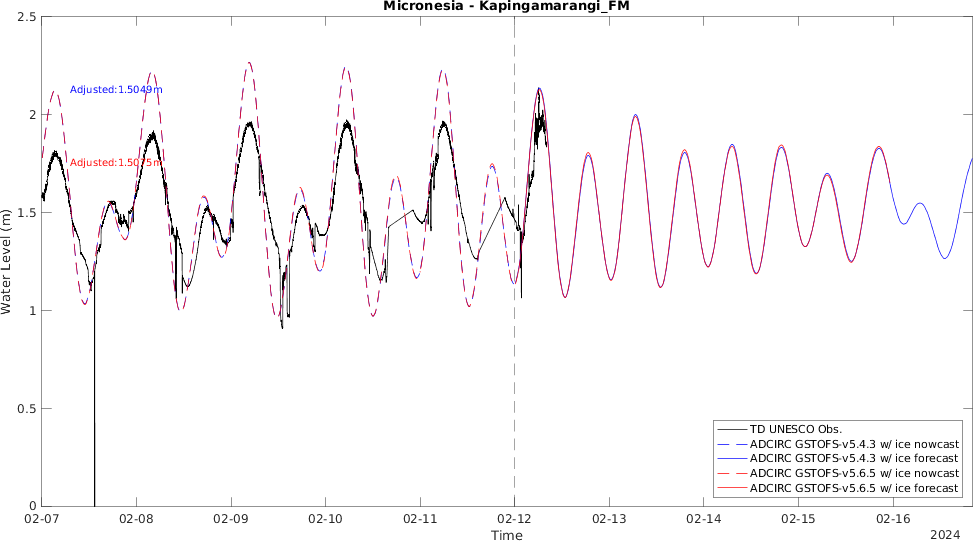 Micronesia - Kapingamarangi_FM
2.5
2
1.5
1
0.5
0
Water Level (m)
Adjusted:1.5049m
Adjusted:1.5075m
TD UNESCO Obs.
ADCIRC GSTOFS-v5.4.3 w/ ice nowcast
ADCIRC GSTOFS-v5.4.3 w/ ice forecast
ADCIRC GSTOFS-v5.6.5 w/ ice nowcast
ADCIRC GSTOFS-v5.6.5 w/ ice forecast
02-07 02-08 02-09 02-10 02-11 02-12 02-13 02-14 02-15 02-16
Time
2024